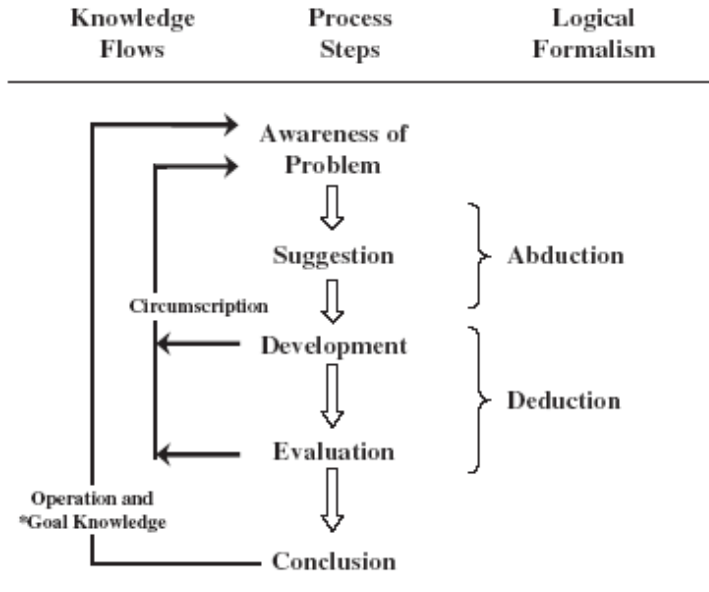 Knowledge Flows
Process Steps
Logical Formalism
Awareness of
Problem
Suggestion
Abduction
Circumscription
Development
Deduction
Evaluation
Operation and
*Goal Knowledge
Conclusion